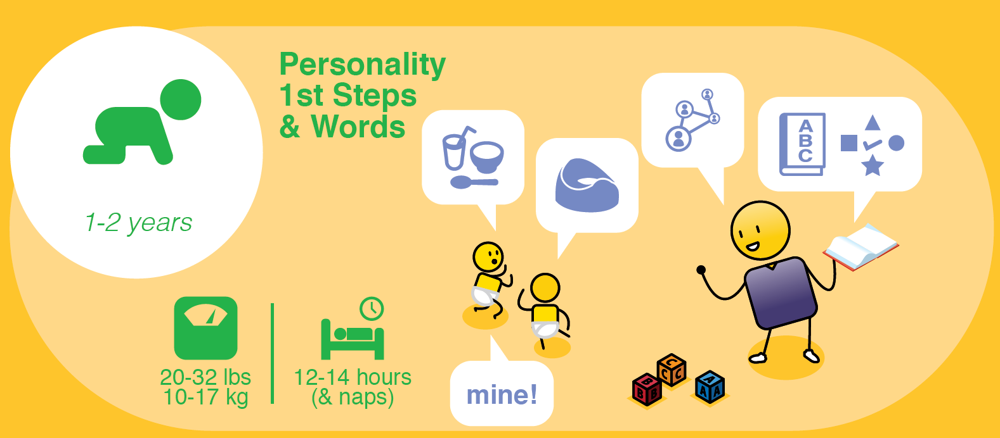 Personality
1st Steps
& Words
1-2 years
20-32 lbs
10-17 kg
12-14 hours
(& naps)
mine!
A
B
C
C
C C
B
B B
A
A A